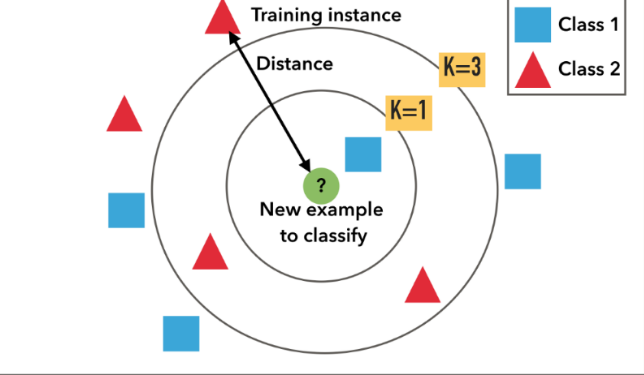 Training instance
Class 1
Distance
K=3
Class 2
K=1
?
New example
to classify